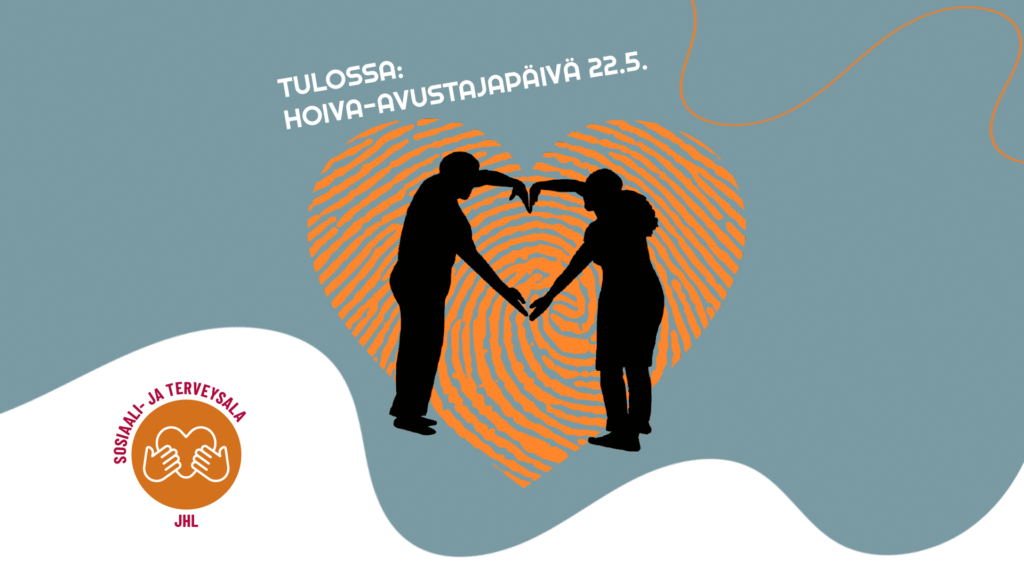 TULOSSA:
HOIVA-AVUSTAJAPÄIVÄ 22.5.
SOSIAALI- JA TERVEYSALA
JHL